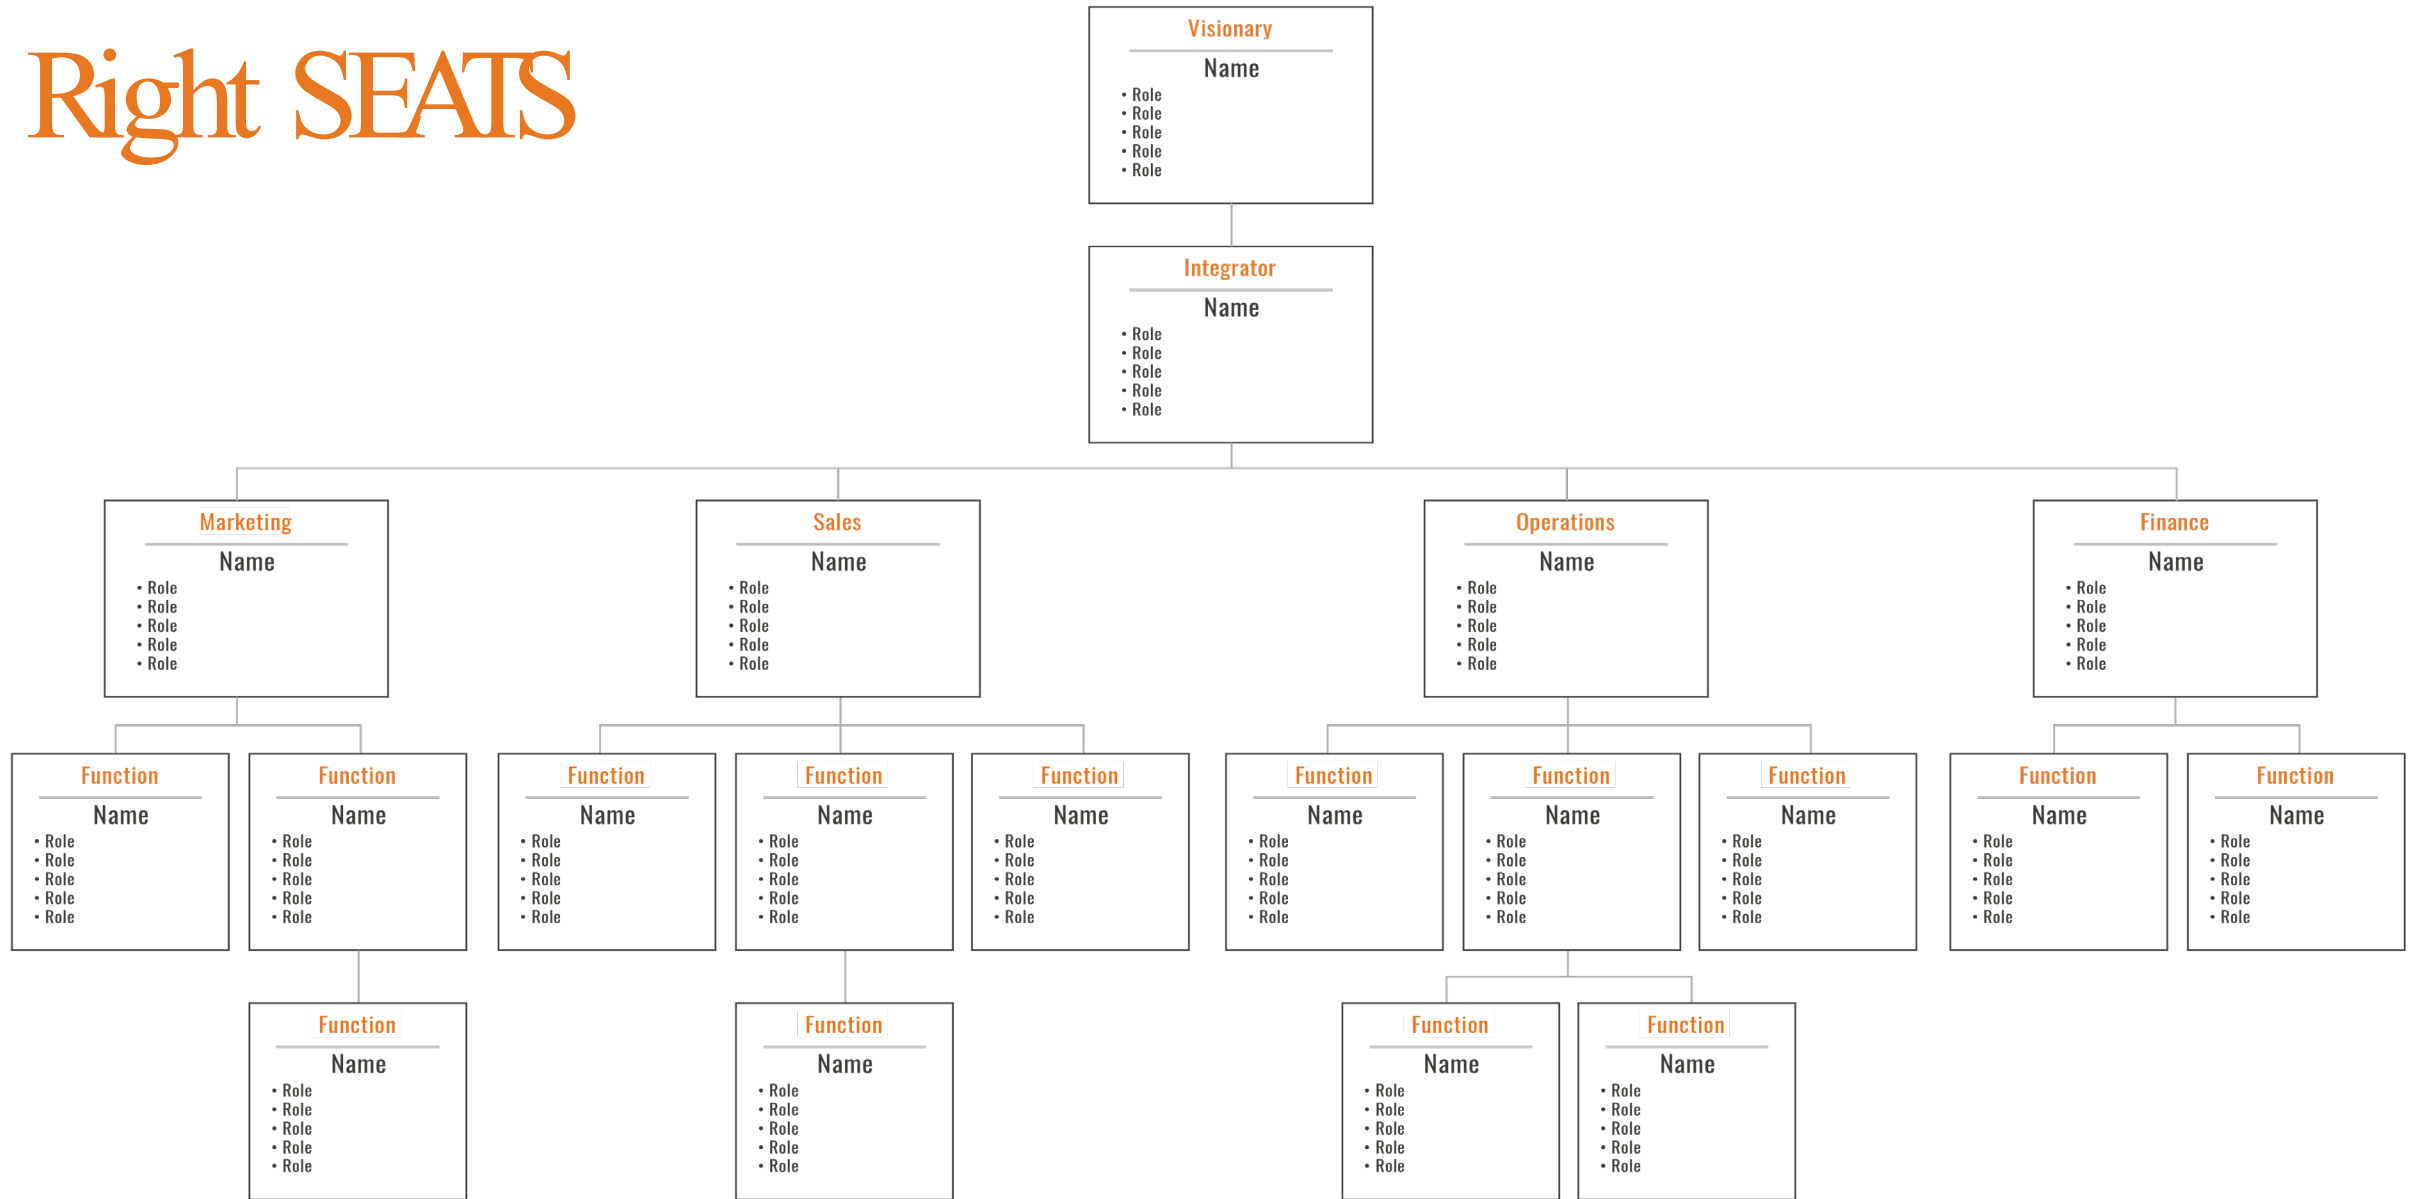 Right SEATS
Visionary
Name
• Role
• Role
• Role
• Role
• Role
Integrator
Name
• Role
• Role
• Role
• Role
• Role
Marketing
Name
• Role
• Role
• Role
• Role
• Role
Sales
Name
• Role
• Role
• Role
• Role
• Role
Operations
Name
• Role
• Role
• Role
• Role
• Role
Finance
Name
• Role
• Role
• Role
• Role
• Role
Function
Name
• Role
• Role
• Role
• Role
• Role
Function
Name
• Role
• Role
• Role
• Role
• Role
Function
Name
• Role
• Role
• Role
• Role
• Role
Function
Name
• Role
• Role
• Role
• Role
• Role
Function
Name
• Role
• Role
• Role
• Role
• Role
Function
Name
• Role
• Role
• Role
• Role
• Role
Function
Name
• Role
• Role
• Role
• Role
• Role
Function
Name
• Role
• Role
• Role
• Role
• Role
Function
Name
• Role
• Role
• Role
• Role
• Role
Function
Name
• Role
• Role
• Role
• Role
• Role
Function
Name
• Role
• Role
• Role
• Role
• Role
Function
Name
• Role
• Role
• Role
• Role
• Role
Function
Name
• Role
• Role
• Role
• Role
• Role
Function
Name
• Role
• Role
• Role
• Role
• Role